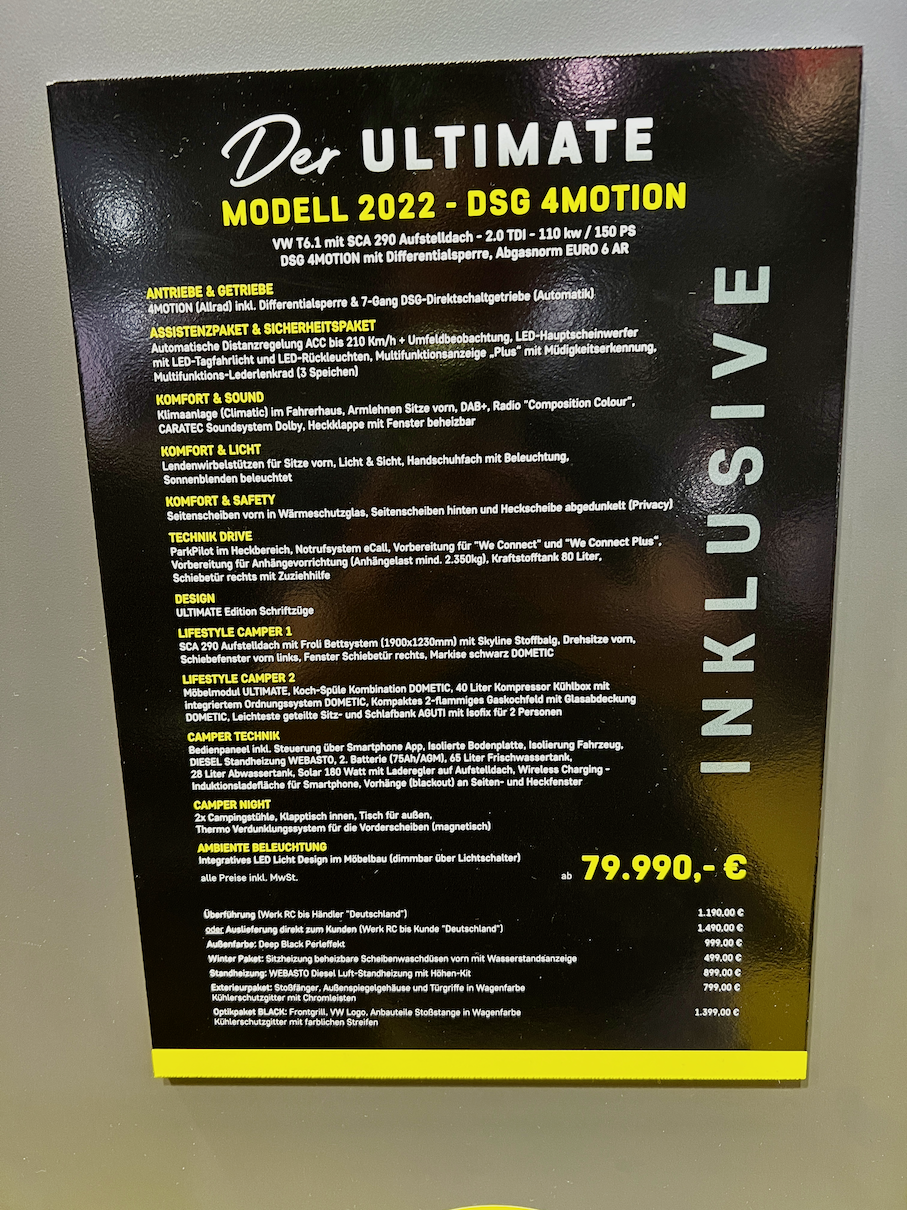 Der ULTIMATE
MODELL 2022 - DSG 4MOTION
VW T6.1 mit SCA 290 Aufstelldach - 2.0 TDI - 110 kw / 150 PS
DSG 4MOTION mit Differentialsperre, Abgasnorm EURO 6 AR
ANTRIEBE & GETRIEBE
4MOTION (Allrad) inkl. Differentialsperre & 7-Gang DSG-Direktschaltgetriebe (Automatik)
ASSISTENZPAKET & SICHERHEITSPAKET
Automatische Distanzregelung ACC bis 210 Km/h + Umfeldbeobachtung, LED-Hauptscheinwerfer
mit LED-Tagfahrlicht und LED-Rückleuchten, Multifunktionsanzeige „Plus" mit Müdigkeitserkennung,
Multifunktions-Lederlenkrad (3 Speichen)
KOMFORT & SOUND
Klimaanlage (Climatic) im Fahrerhaus, Armlehnen Sitze vorn, DAB+, Radio "Composition Colour",
CARATEC Soundsystem Dolby, Heckklappe mit Fenster beheizbar
KOMFORT & LICHT
Lendenwirbelstützen für Sitze vorn, Licht & Sicht, Handschuhfach mit Beleuchtung,
Sonnenblenden beleuchtet
KOMFORT & SAFETY
Seitenscheiben vorn in Wärmeschutzglas, Seitenscheiben hinten und Heckscheibe abgedunkelt (Privacy)
TECHNIK DRIVE
ParkPilot im Heckbereich, Notrufsystem eCall, Vorbereitung für "We Connect" und "We Connect Plus",
Vorbereitung für Anhängevorrichtung (Anhängelast mind. 2.350kg), Kraftstofftank 80 Liter,
Schiebetür rechts mit Zuziehhilfe
DESIGN
ULTIMATE Edition Schriftzüge
LIFESTYLE CAMPER 1
SCA 290 Aufstelldach mit Froli Bettsystem (1900x1230mm) mit Skyline Stoffbalg, Drehsitze vorn,
Schiebefenster vorn links, Fenster Schiebetür rechts, Markise schwarz DOMETIC
LIFESTYLE CAMPER 2
Möbelmodul ULTIMATE, Koch-Spüle Kombination DOMETIC, 40 Liter Kompressor Kühlbox mit
integriertem Ordnungssystem DOMETIC, Kompaktes 2-flammiges Gaskochfeld mit Glasabdeckung
DOMETIC, Leichteste geteilte Sitz- und Schlafbank AGUTI mit Isofix für 2 Personen
CAMPER TECHNIK
Bedienpaneel inkl. Steuerung über Smartphone App, Isolierte Bodenplatte, Isolierung Fahrzeug,
DIESEL Standheizung WEBASTO, 2. Batterie (75Ah/AGM), 65 Liter Frischwassertank,
28 Liter Abwassertank, Solar 180 Watt mit Laderegler auf Aufstelldach, Wireless Charging -
Induktionsladefläche für Smartphone, Vorhänge (blackout) an Seiten- und Heckfenster
CAMPER NIGHT
2x Campingstühle, Klapptisch innen, Tisch für außen,
Thermo Verdunklungssystem für die Vorderscheiben (magnetisch)
AMBIENTE BELEUCHTUNG
Integratives LED Licht Design im Möbelbau (dimmbar über Lichtschalter)
alle Preise inkl. MwSt.
ab 79.990,- €
INKLUSIVE
Überführung (Werk RC bis Händler "Deutschland") 1.190,00 €
oder Auslieferung direkt zum Kunden (Werk RC bis Kunde "Deutschland") 1.490,00 €
Außenfarbe: Deep Black Perleffekt 999,00 €
Winter Paket: Sitzheizung beheizbare Scheibenwaschdüsen vorn mit Wasserstandsanzeige 499,00 €
Standheizung: WEBASTO Diesel Luft-Standheizung mit Höhen-Kit 899,00 €
Exterieurpaket: Stoßfänger, Außenspiegelgehäuse und Türgriffe in Wagenfarbe 799,00 €
Kühlerschutzgitter mit Chromleisten
Optikpaket BLACK: Frontgrill, VW Logo, Anbauteile Stoßstange in Wagenfarbe 1.399,00 €
Kühlerschutzgitter mit farblichen Streifen